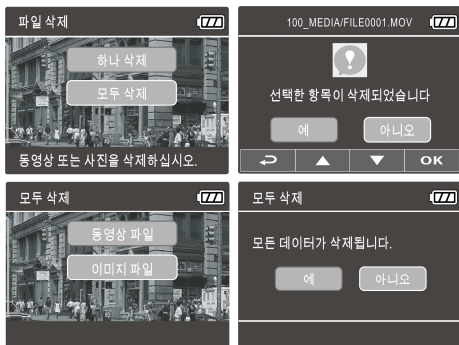 파일 삭제
하나 삭제
모두 삭제
동영상 또는 사진을 삭제하십시오.
100_MEDIA/FILE0001.MOV
선택한 항목이 삭제되었습니다
예
아니오
OK
모두 삭제
동영상 파일
이미지 파일
모두 삭제
모든 데이터가 삭제됩니다.
에
아니오